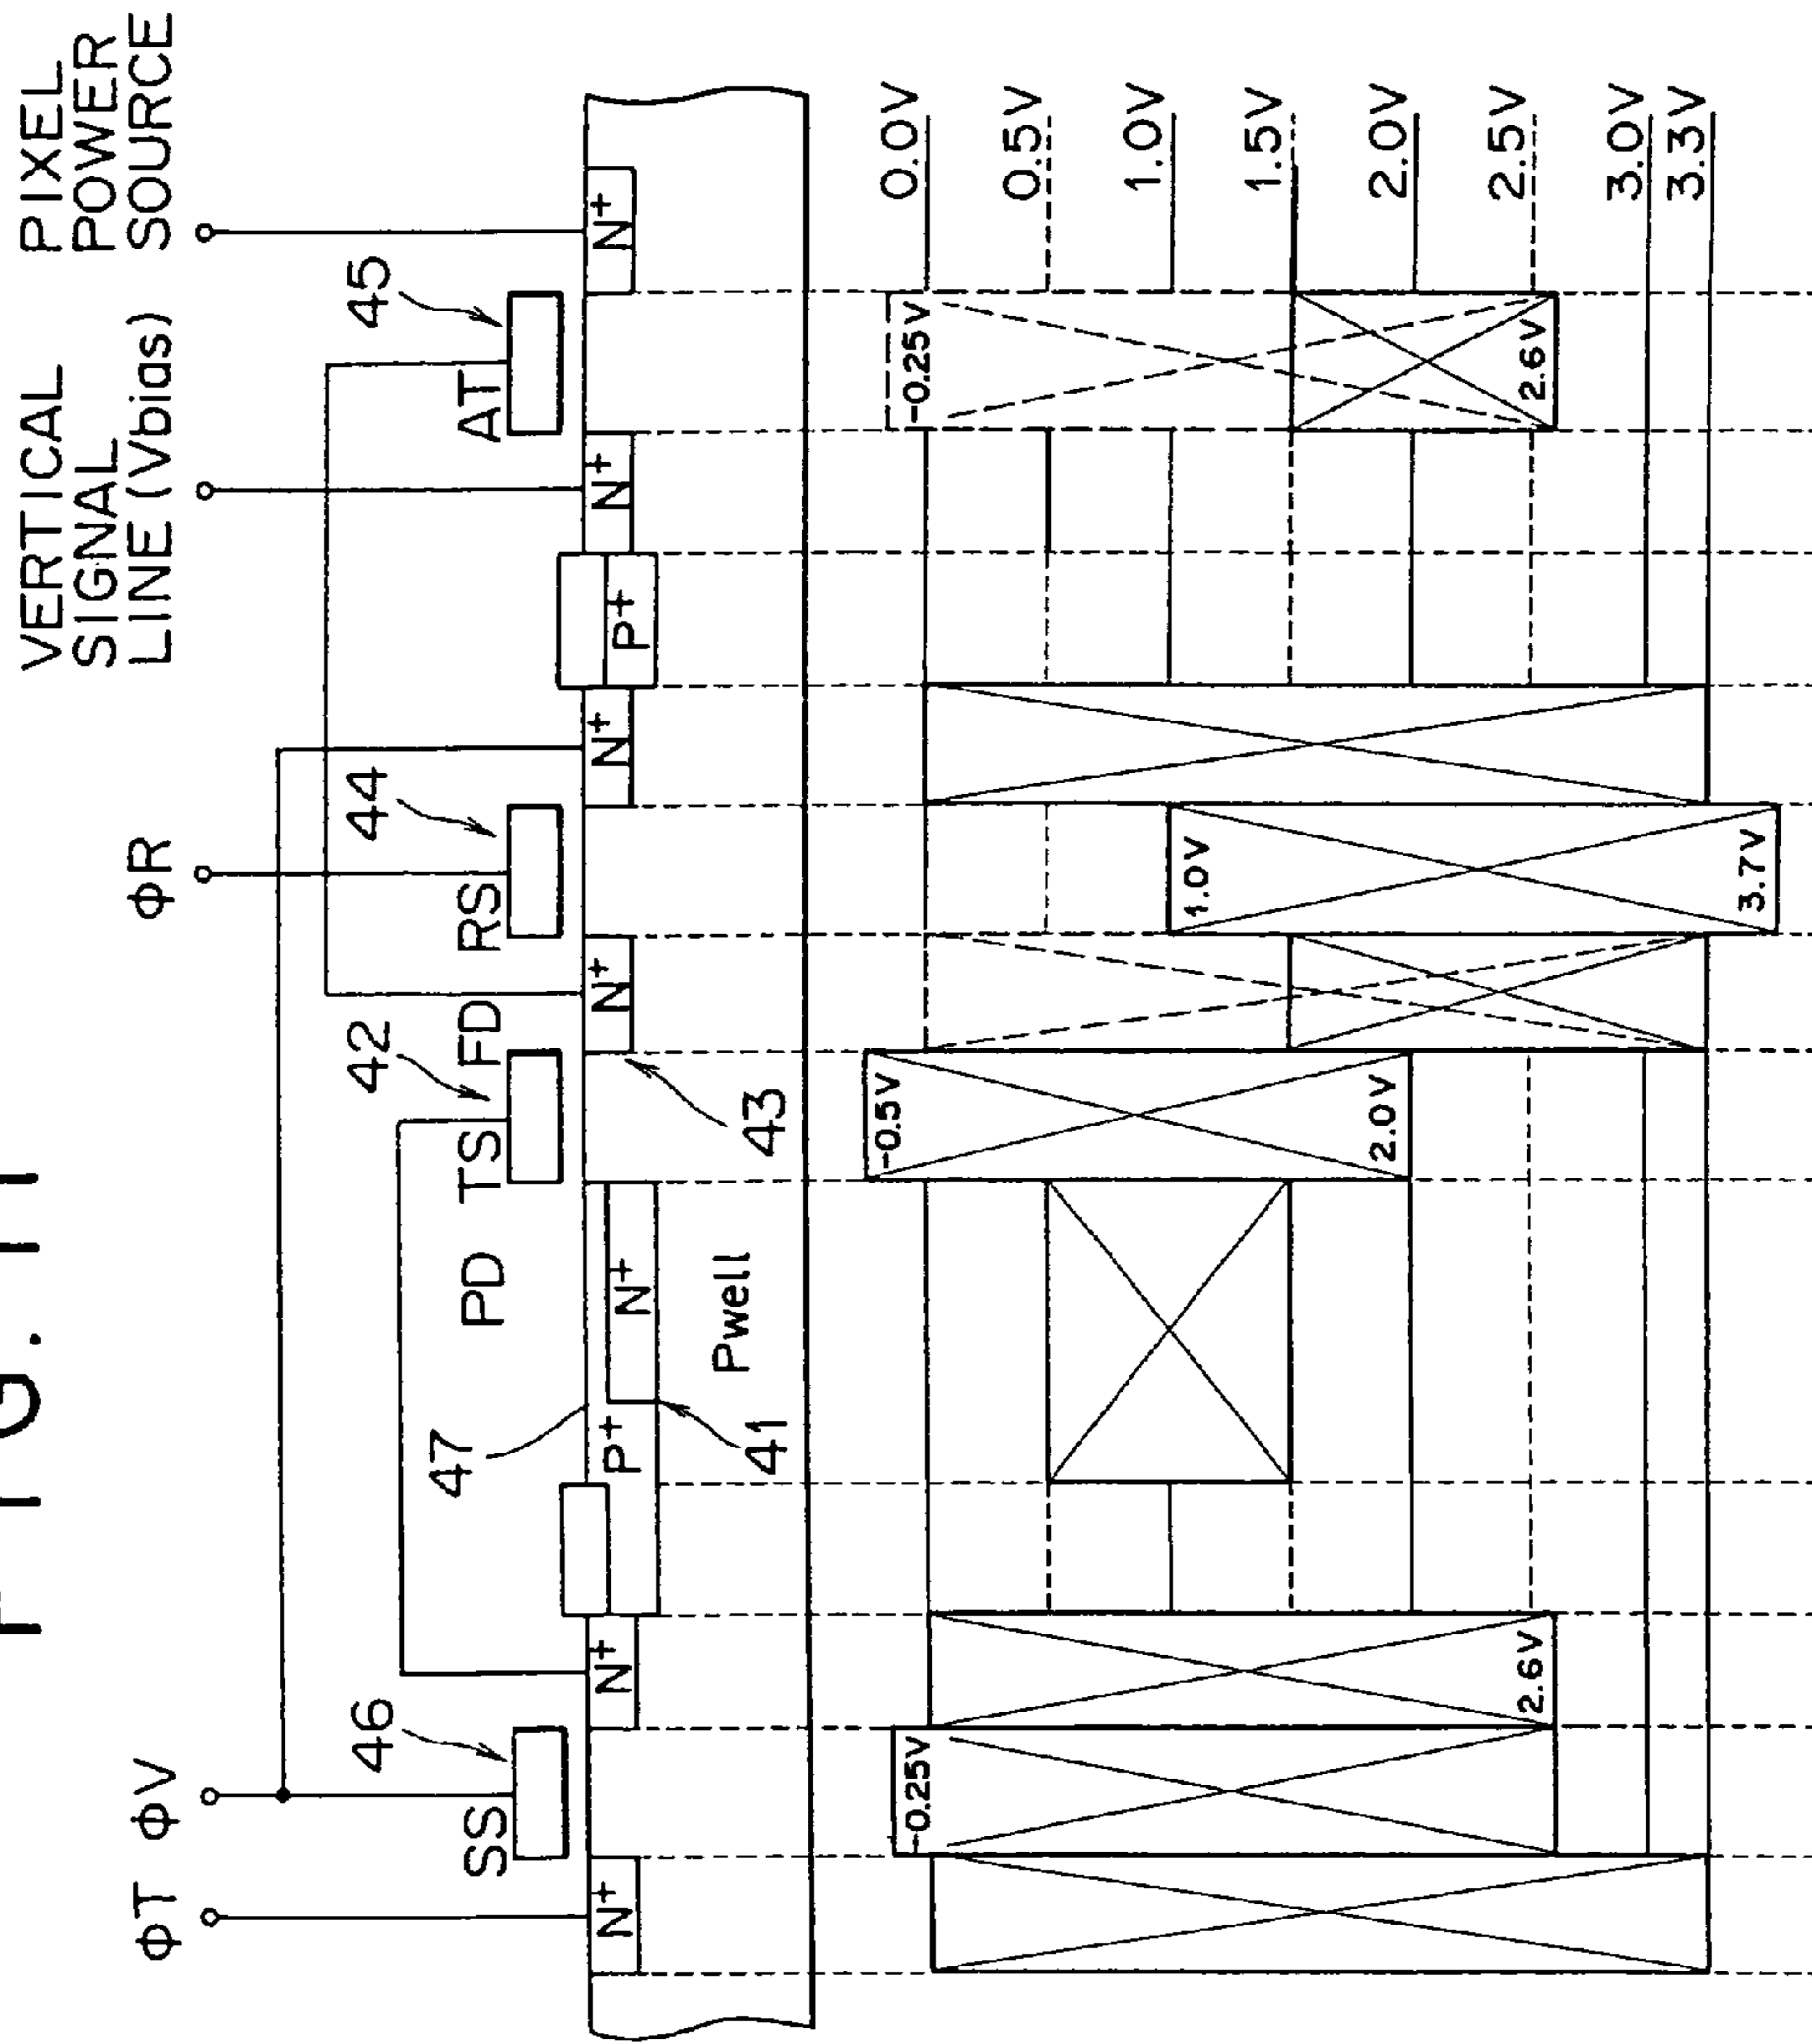 FIG. 11
φT
φV
φR
VERTICAL
SIGNAL
LINE (Vbias)
PIXEL
POWER
SOURCE
46
42
44
45
SS
PD
TS
FD
RS
AT
47
N+
N+
P+
N+
N+
N+
P+
N+
N+
41
Pwell
43
-0.25V
2.6V
-0.5V
2.0V
1.0V
3.7V
-0.25V
2.6V
0.0V
0.5V
1.0V
1.5V
2.0V
2.5V
3.0V
3.3V